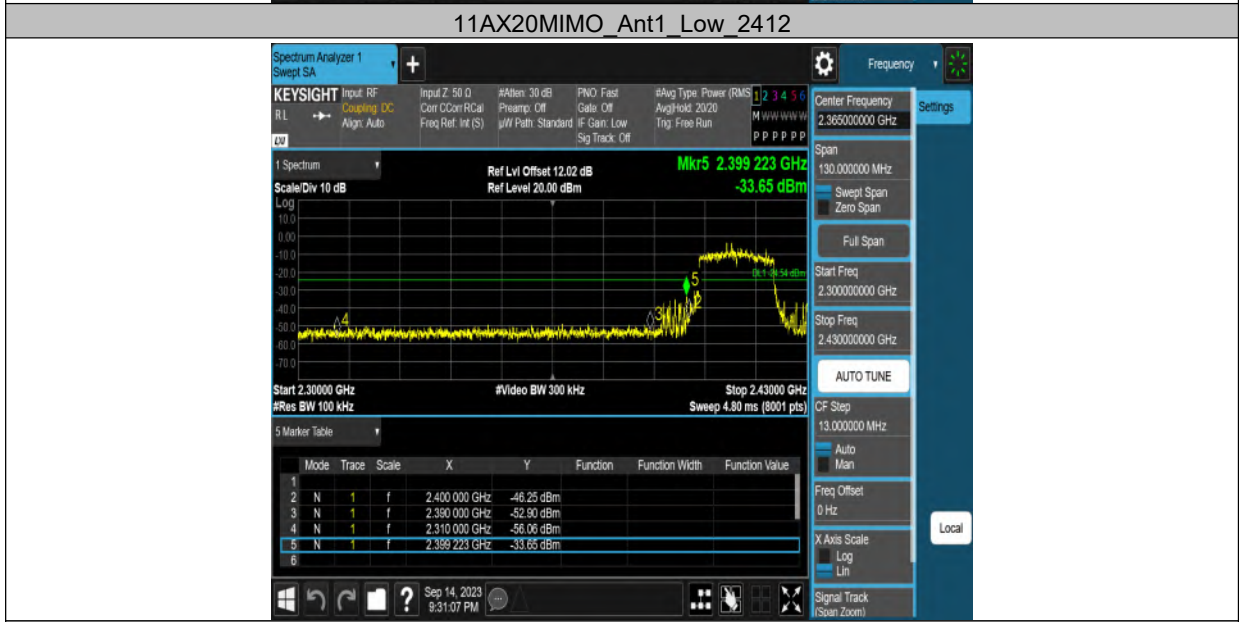 11AX20MIMO_Ant1_Low_2412
Spectrum Analyzer 1
Swept SA
+
Frequency
KEYSIGHT Input: RF Input Z: 50 Ω #Atten: 30 dB PNO: Fast #Avg Type: Power (RMS 1 2 3 4 5 6
RL Coupling: DC Corr CCorr RCal Preamp: Off Gate: Off Avg|Hold: 20/20 M W W W W W
Align: Auto Freq Ref: Int (S) µW Path: Standard IF Gain: Low Trig: Free Run
Sig Track: Off P P P P P P
LXI
Center Frequency
2.365000000 GHz
Settings
1 Spectrum
Ref Lvl Offset 12.02 dB
Mkr5 2.399 223 GHz
Scale/Div 10 dB
Ref Level 20.00 dBm
-33.65 dBm
Span
130.000000 MHz
Swept Span
Zero Span
Log
10.0
0.00
-10.0
-20.0
-30.0
-40.0
-50.0
-60.0
-70.0
DL1 -24.54 dBm
5
2
3
4
Full Span
Start Freq
2.300000000 GHz
Stop Freq
2.430000000 GHz
AUTO TUNE
Start 2.30000 GHz #Video BW 300 kHz Stop 2.43000 GHz
#Res BW 100 kHz Sweep 4.80 ms (8001 pts)
CF Step
13.000000 MHz
Auto
Man
5 Marker Table
Mode Trace Scale X Y Function Function Width Function Value
1
2 N 1 f 2.400 000 GHz -46.25 dBm
3 N 1 f 2.390 000 GHz -52.90 dBm
4 N 1 f 2.310 000 GHz -56.06 dBm
5 N 1 f 2.399 223 GHz -33.65 dBm
6
Freq Offset
0 Hz
Local
X Axis Scale
Log
Lin
Signal Track
(Span Zoom)
?
Sep 14, 2023
9:31:07 PM